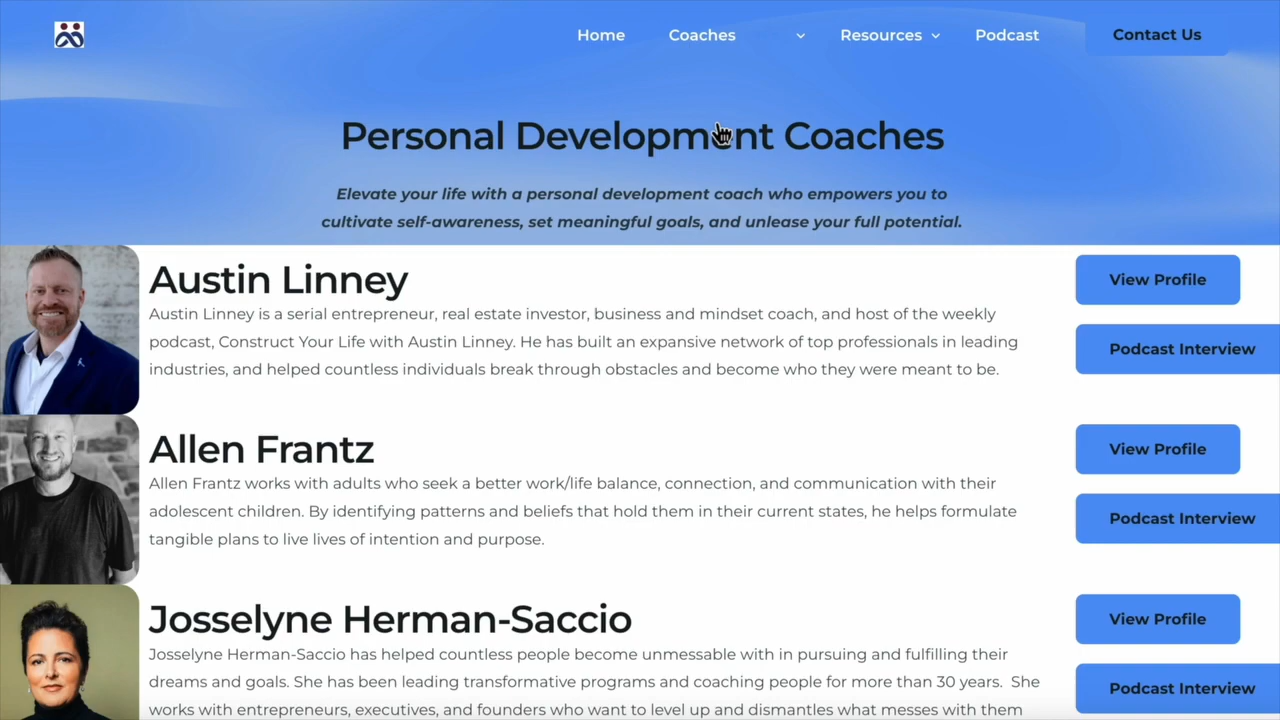 Home Coaches Resources Podcast Contact Us
Personal Development Coaches
Elevate your life with a personal development coach who empowers you to
cultivate self-awareness, set meaningful goals, and unlease your full potential.
Austin Linney
Austin Linney is a serial entrepreneur, real estate investor, business and mindset coach, and host of the weekly
podcast, Construct Your Life with Austin Linney. He has built an expansive network of top professionals in leading
industries, and helped countless individuals break through obstacles and become who they were meant to be.
View Profile
Podcast Interview
Allen Frantz
Allen Frantz works with adults who seek a better work/life balance, connection, and communication with their
adolescent children. By identifying patterns and beliefs that hold them in their current states, he helps formulate
tangible plans to live lives of intention and purpose.
View Profile
Podcast Interview
Josselyne Herman-Saccio
Josselyne Herman-Saccio has helped countless people become unmessable with in pursuing and fulfilling their
dreams and goals. She has been leading transformative programs and coaching people for more than 30 years. She
works with entrepreneurs, executives, and founders who want to level up and dismantles what messes with them
View Profile
Podcast Interview